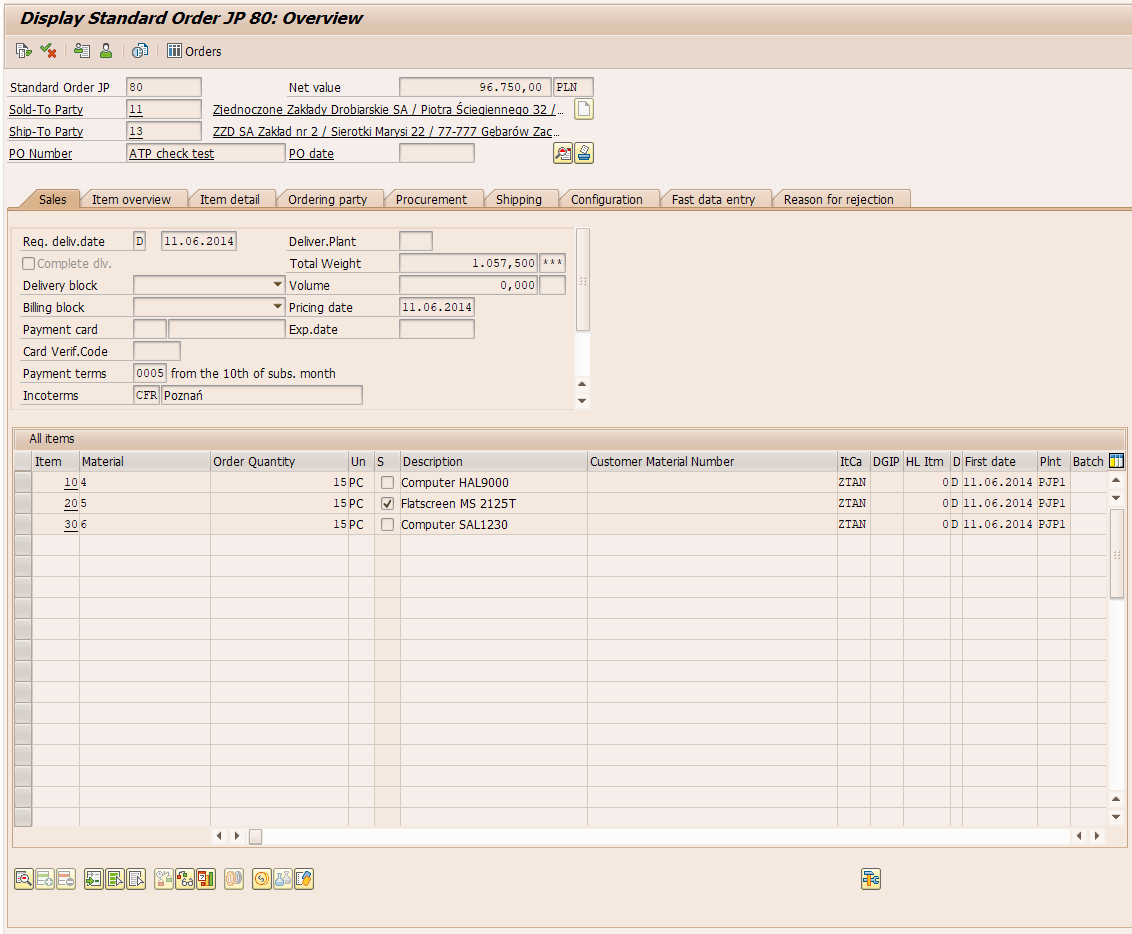 Display Standard Order JP 80: Overview
Orders
Standard Order JP 80 Net value 96.750,00 PLN
Sold-To Party 11 Zjednoczone Zakłady Drobiarskie SA / Piotra Ściegiennego 32 /…
Ship-To Party 13 ZZD SA Zakład nr 2 / Sierotki Marysi 22 / 77-777 Gębarów Zac…
PO Number ATP check test PO date
Sales Item overview Item detail Ordering party Procurement Shipping Configuration Fast data entry Reason for rejection
Req. deliv.date D 11.06.2014 Deliver.Plant
Complete dlv. Total Weight 1.057,500 ***
Delivery block Volume 0,000
Billing block Pricing date 11.06.2014
Payment card Exp.date
Card Verif.Code
Payment terms 0005 from the 10th of subs. month
Incoterms CFR Poznań
All items
Item Material Order Quantity Un S Description Customer Material Number ItCa DGIP HL Itm D First date Plnt Batch
10 4 15 PC Computer HAL9000 ZTAN 0 D 11.06.2014 PJP1
20 5 15 PC Flatscreen MS 2125T ZTAN 0 D 11.06.2014 PJP1
30 6 15 PC Computer SAL1230 ZTAN 0 D 11.06.2014 PJP1